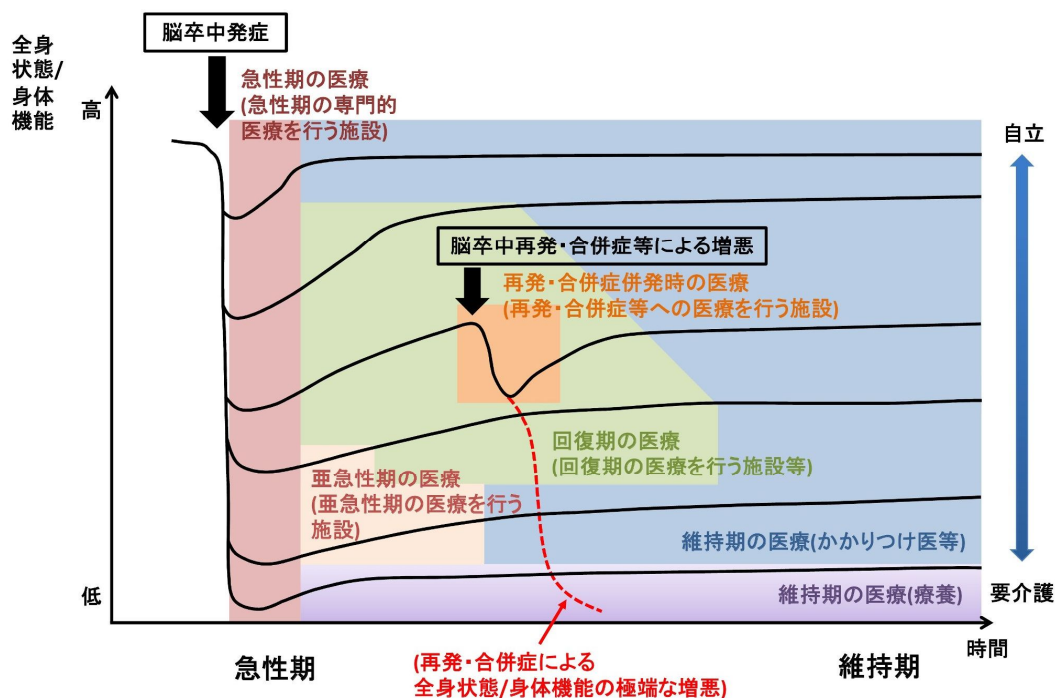 脳卒中発症
全身
状態/
身体
機能
高
急性期の医療
(急性期の専門的
医療を行う施設)
自立
脳卒中再発・合併症等による増悪
再発・合併症併発時の医療
(再発・合併症等への医療を行う施設)
回復期の医療
(回復期の医療を行う施設等)
亜急性期の医療
(亜急性期の医療を行う
施設)
維持期の医療(かかりつけ医等)
維持期の医療(療養)
低
要介護
時間
急性期
維持期
(再発・合併症による
全身状態/身体機能の極端な増悪)